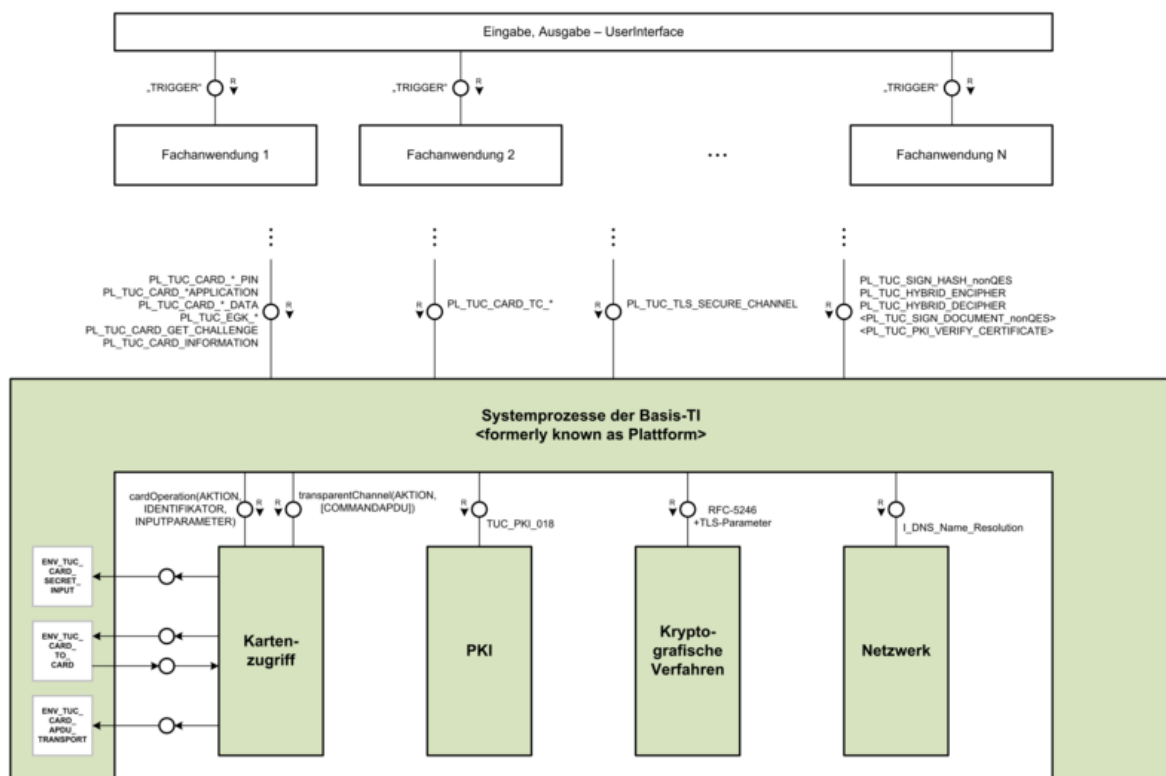 Eingabe, Ausgabe – UserInterface
„TRIGGER“
R
„TRIGGER“
R
„TRIGGER“
R
Fachanwendung 1
Fachanwendung 2
...
Fachanwendung N
PL_TUC_CARD_*_PIN
PL_TUC_CARD_*APPLICATION
PL_TUC_CARD_*_DATA
PL_TUC_EGK_*
PL_TUC_CARD_GET_CHALLENGE
PL_TUC_CARD_INFORMATION
R
R
PL_TUC_CARD_TC_*
R
PL_TUC_TLS_SECURE_CHANNEL
R
PL_TUC_SIGN_HASH_nonQES
PL_TUC_HYBRID_ENCIPHER
PL_TUC_HYBRID_DECIPHER
<PL_TUC_SIGN_DOCUMENT_nonQES>
<PL_TUC_PKI_VERIFY_CERTIFICATE>
Systemprozesse der Basis-TI
<formerly known as Plattform>
cardOperation(AKTION,
IDENTIFIKATOR,
INPUTPARAMETER)
R
R
transparentChannel(AKTION,
[COMMANDAPDU])
R
TUC_PKI_018
R
RFC-5246
+TLS-Parameter
R
I_DNS_Name_Resolution
ENV_TUC_
CARD_
SECRET_
INPUT
ENV_TUC_
CARD_
TO_
CARD
ENV_TUC_
CARD_
APDU_
TRANSPORT
Karten-
zugriff
PKI
Krypto-
grafische
Verfahren
Netzwerk